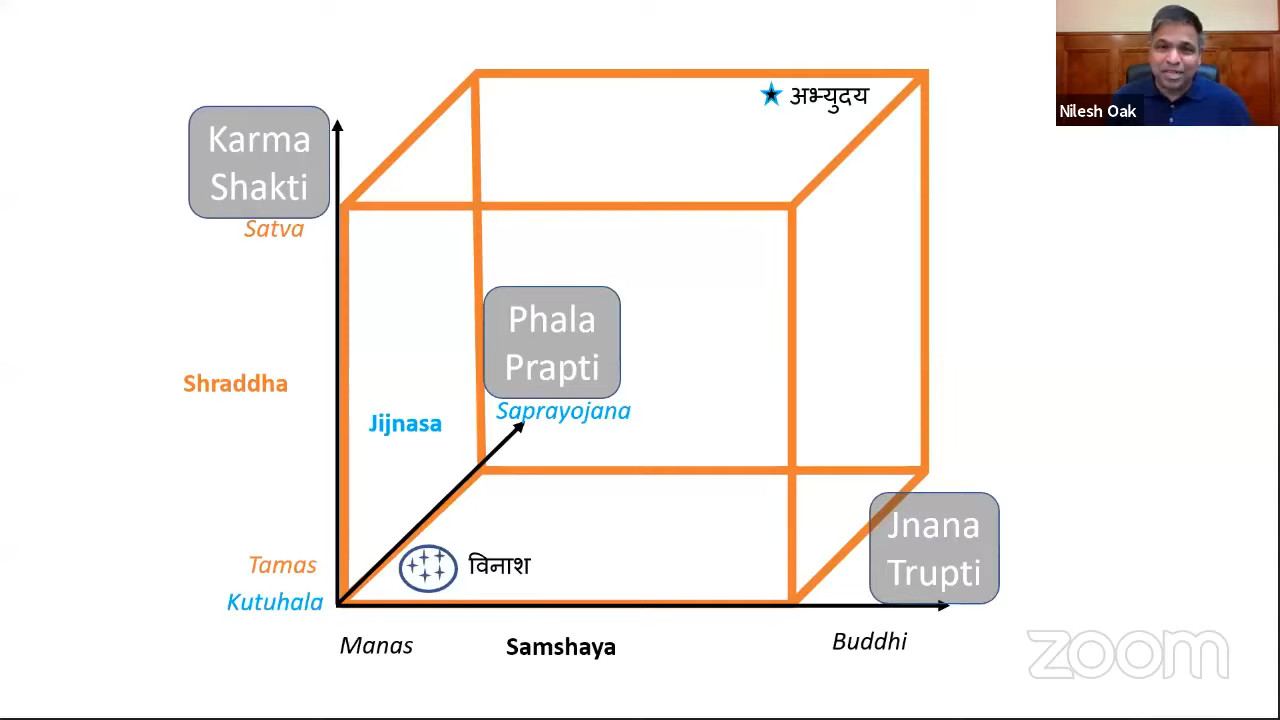 अभ्युदय
Nilesh Oak
Karma
Shakti
Satva
Phala
Prapti
Saprayojana
Shraddha
Jijnasa
Jnana
Trupti
Tamas
विनाश
Kutuhala
Manas
Samshaya
Buddhi
zoom